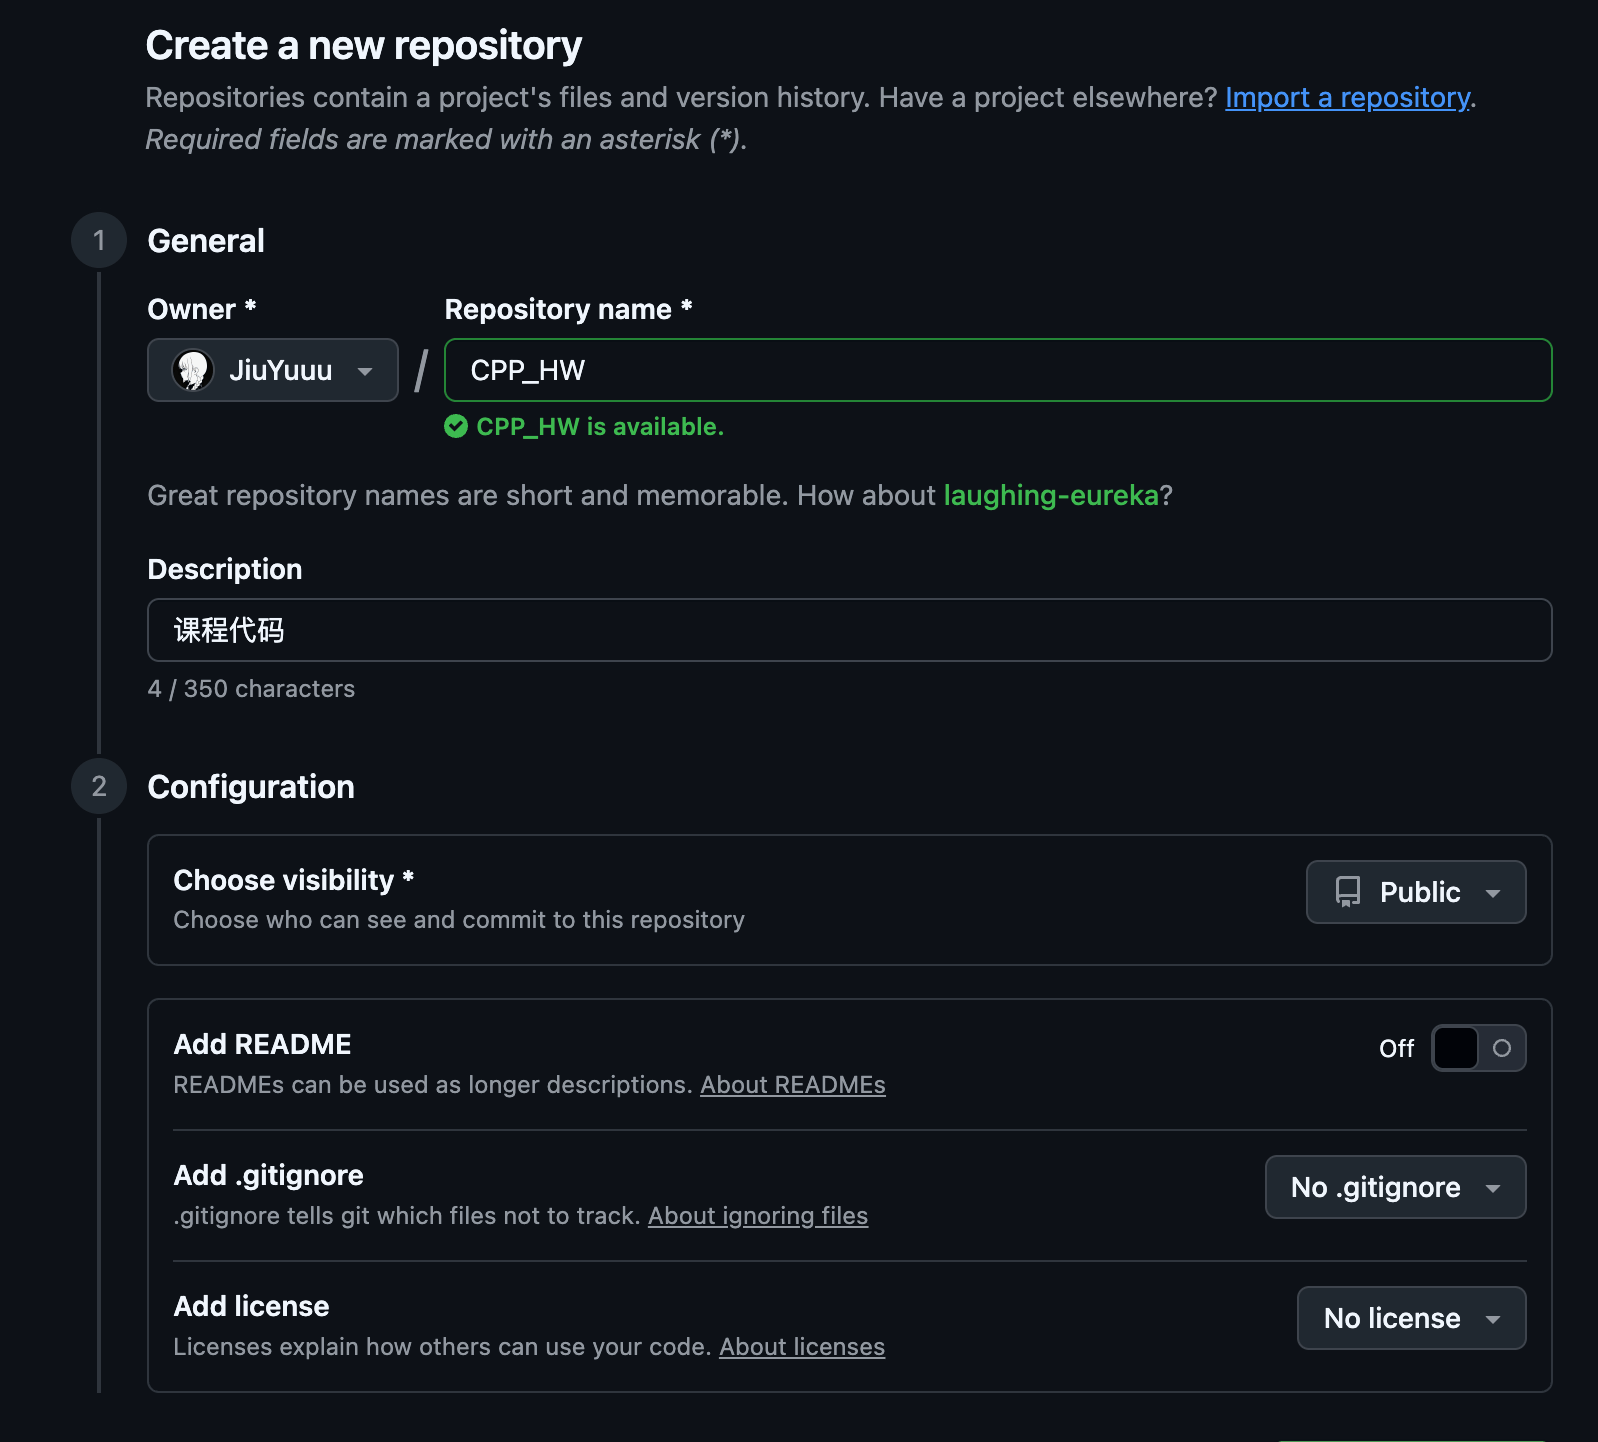 Create a new repository
Repositories contain a project's files and version history. Have a project elsewhere? Import a repository.
Required fields are marked with an asterisk (*).
1 General
Owner * Repository name *
JiuYuuu / CPP_HW
CPP_HW is available.
Great repository names are short and memorable. How about laughing-eureka?
Description
课程代码
4 / 350 characters
2 Configuration
Choose visibility *
Public
Choose who can see and commit to this repository
Add README
Off
READMEs can be used as longer descriptions. About READMEs
Add .gitignore
No .gitignore
.gitignore tells git which files not to track. About ignoring files
Add license
No license
Licenses explain how others can use your code. About licenses